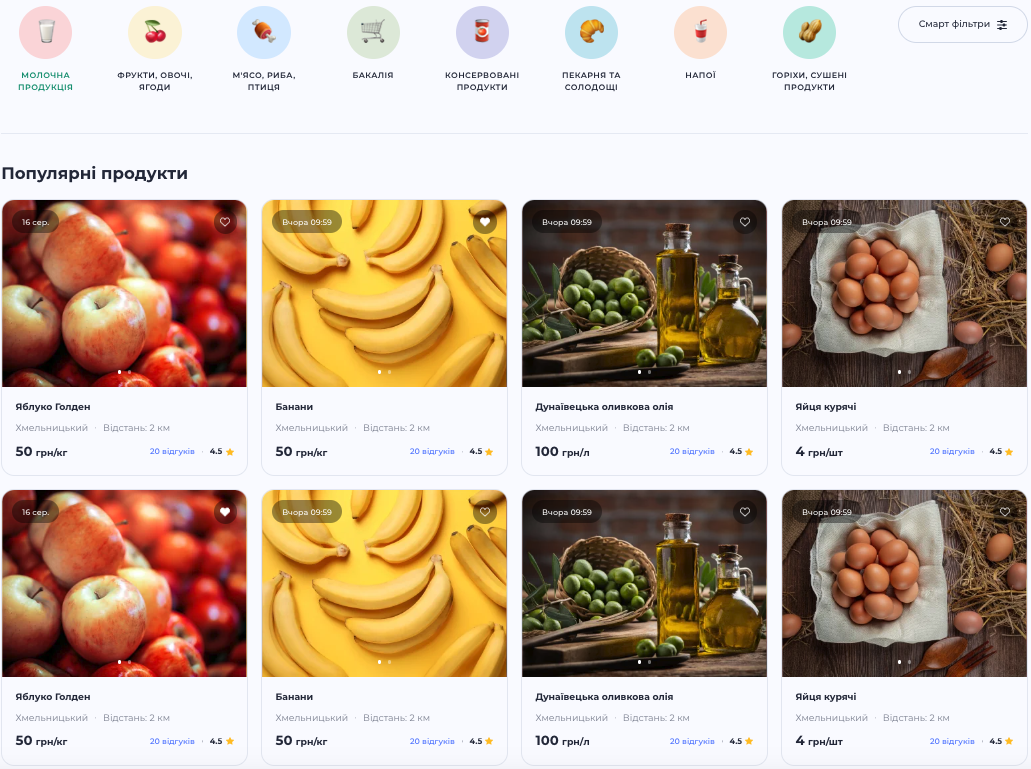 МОЛОЧНА
ПРОДУКЦІЯ
ФРУКТИ, ОВОЧІ,
ЯГОДИ
М'ЯСО, РИБА,
ПТИЦЯ
БАКАЛІЯ
КОНСЕРВОВАНІ
ПРОДУКТИ
ПЕКАРНЯ ТА
СОЛОДОЩІ
НАПОЇ
ГОРІХИ, СУШЕНІ
ПРОДУКТИ
Смарт фільтри
Популярні продукти
16 сер.
Вчора 09:59
Вчора 09:59
Вчора 09:59
Яблуко Голден
Хмельницький · Відстань: 2 км
50 грн/кг 20 відгуків · 4.5
Банани
Хмельницький · Відстань: 2 км
50 грн/кг 20 відгуків · 4.5
Дунаївецька оливкова олія
Хмельницький · Відстань: 2 км
100 грн/л 20 відгуків · 4.5
Яйця курячі
Хмельницький · Відстань: 2 км
4 грн/шт 20 відгуків · 4.5
16 сер.
Вчора 09:59
Вчора 09:59
Вчора 09:59
Яблуко Голден
Хмельницький · Відстань: 2 км
50 грн/кг 20 відгуків · 4.5
Банани
Хмельницький · Відстань: 2 км
50 грн/кг 20 відгуків · 4.5
Дунаївецька оливкова олія
Хмельницький · Відстань: 2 км
100 грн/л 20 відгуків · 4.5
Яйця курячі
Хмельницький · Відстань: 2 км
4 грн/шт 20 відгуків · 4.5